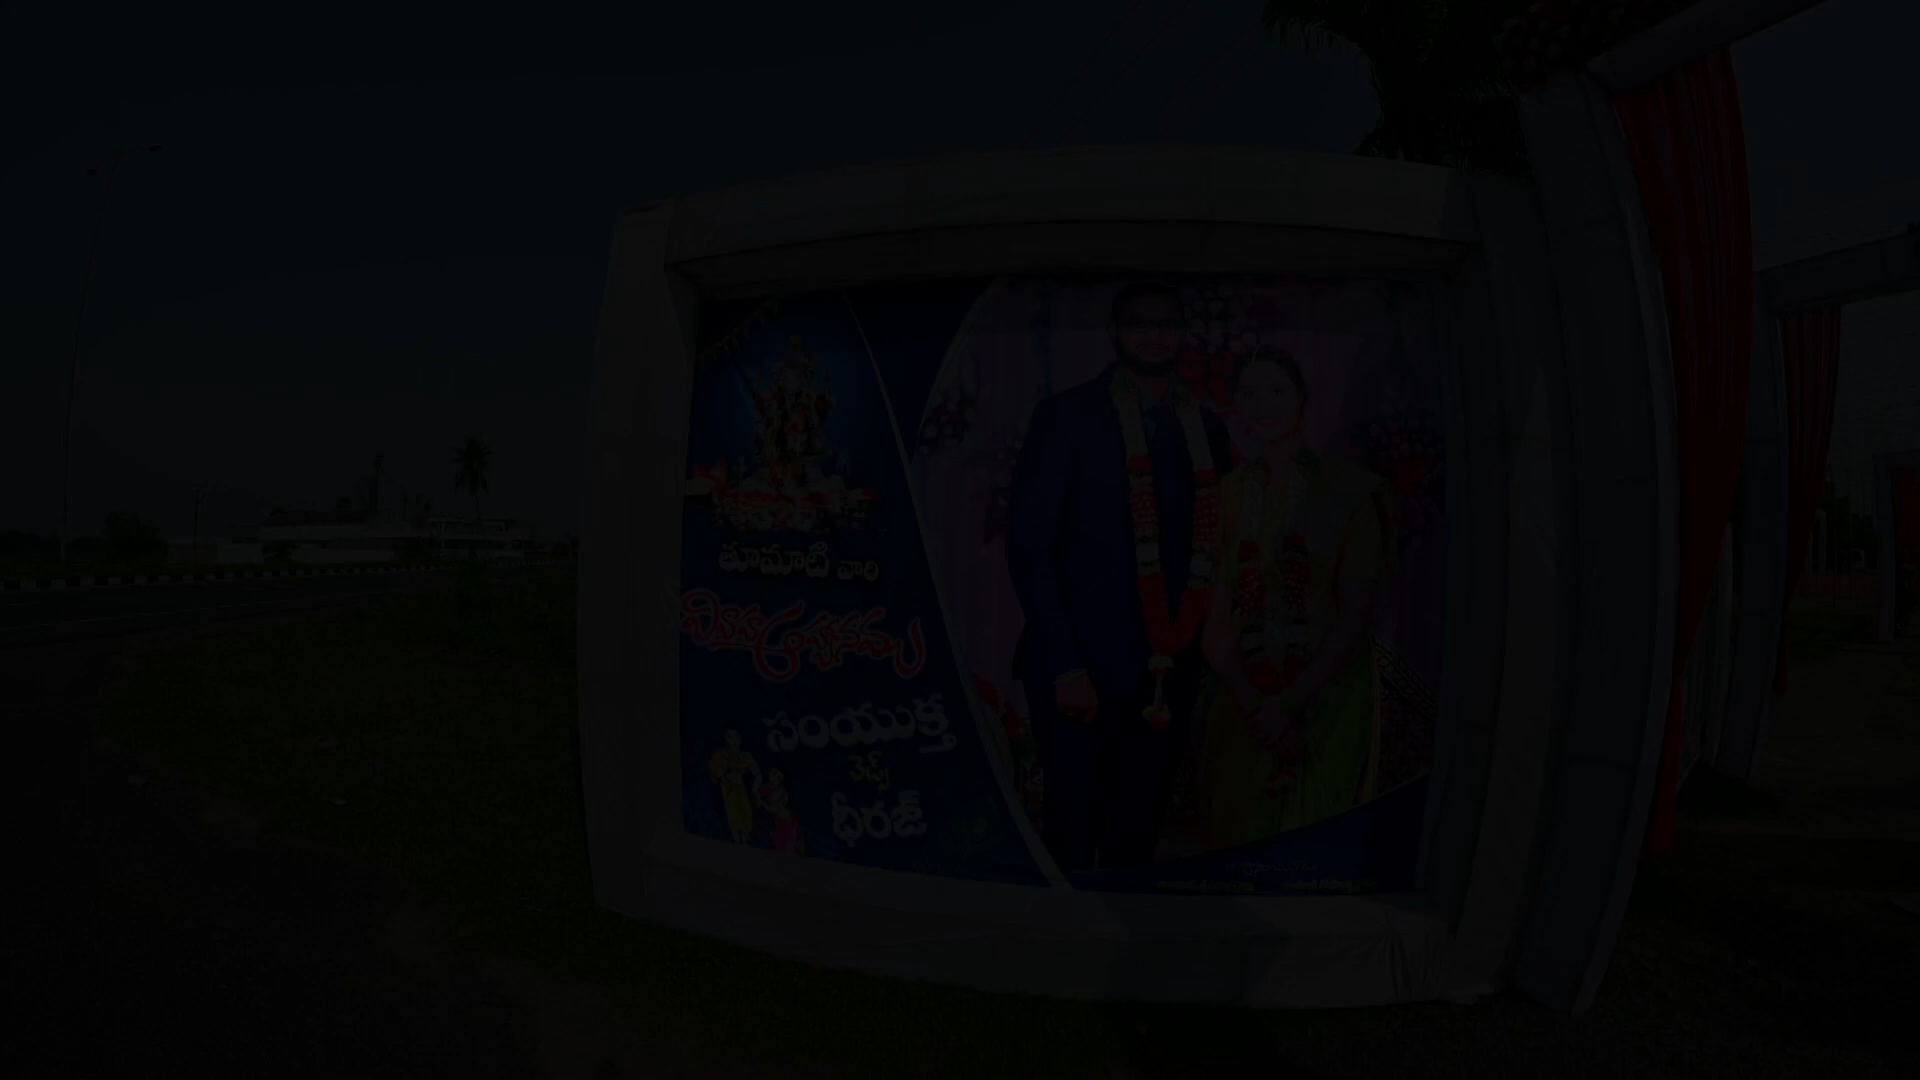 తూమాటి వారి
వివాహ ఆహ్వానము
సంయుక్త
వెడ్స్
ధీరజ్